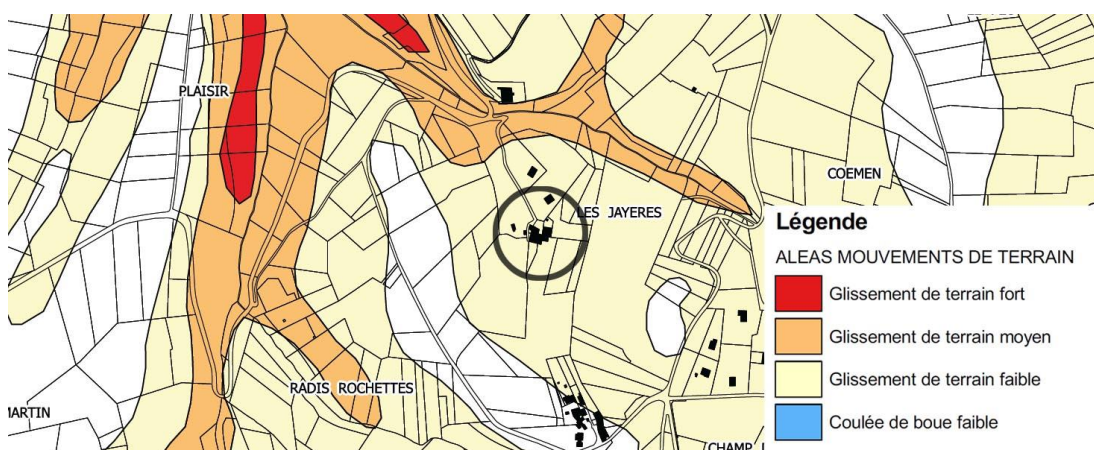 PLAISIR
COEMEN
LES JAYERES
RADIS ROCHETTES
MARTIN
CHAMP
Légende
ALEAS MOUVEMENTS DE TERRAIN
Glissement de terrain fort
Glissement de terrain moyen
Glissement de terrain faible
Coulée de boue faible